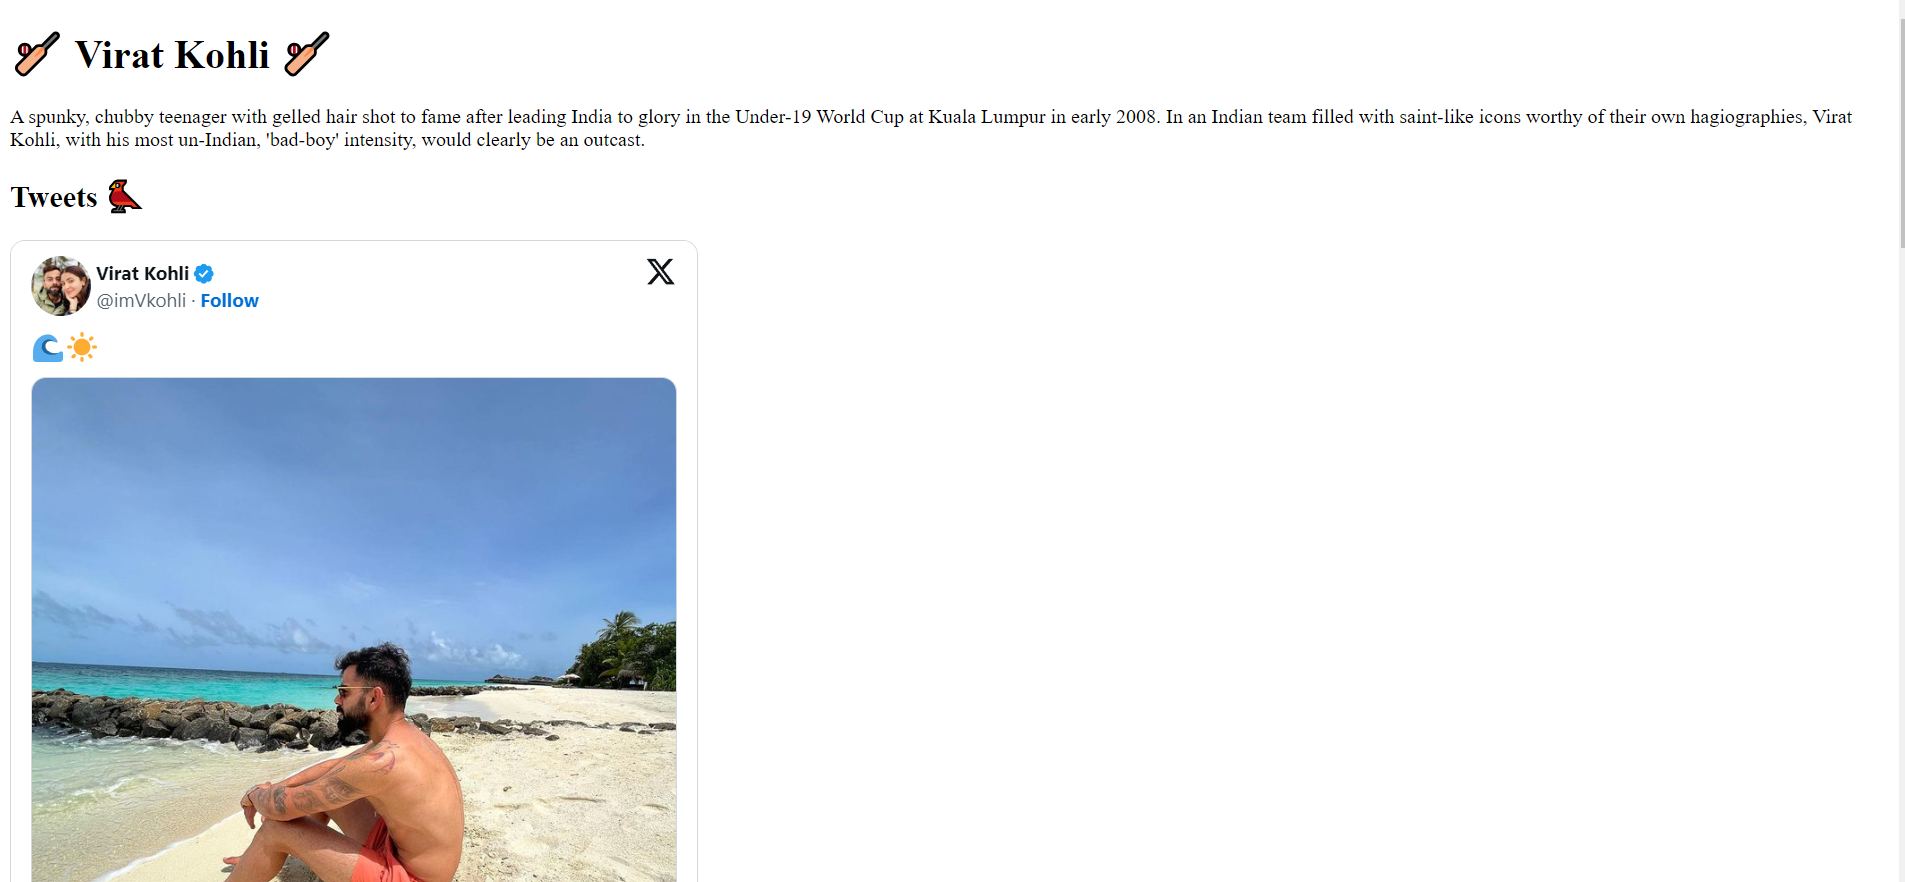 Virat Kohli
A spunky, chubby teenager with gelled hair shot to fame after leading India to glory in the Under-19 World Cup at Kuala Lumpur in early 2008. In an Indian team filled with saint-like icons worthy of their own hagiographies, Virat
Kohli, with his most un-Indian, 'bad-boy' intensity, would clearly be an outcast.
Tweets
Virat Kohli
@imVkohli · Follow